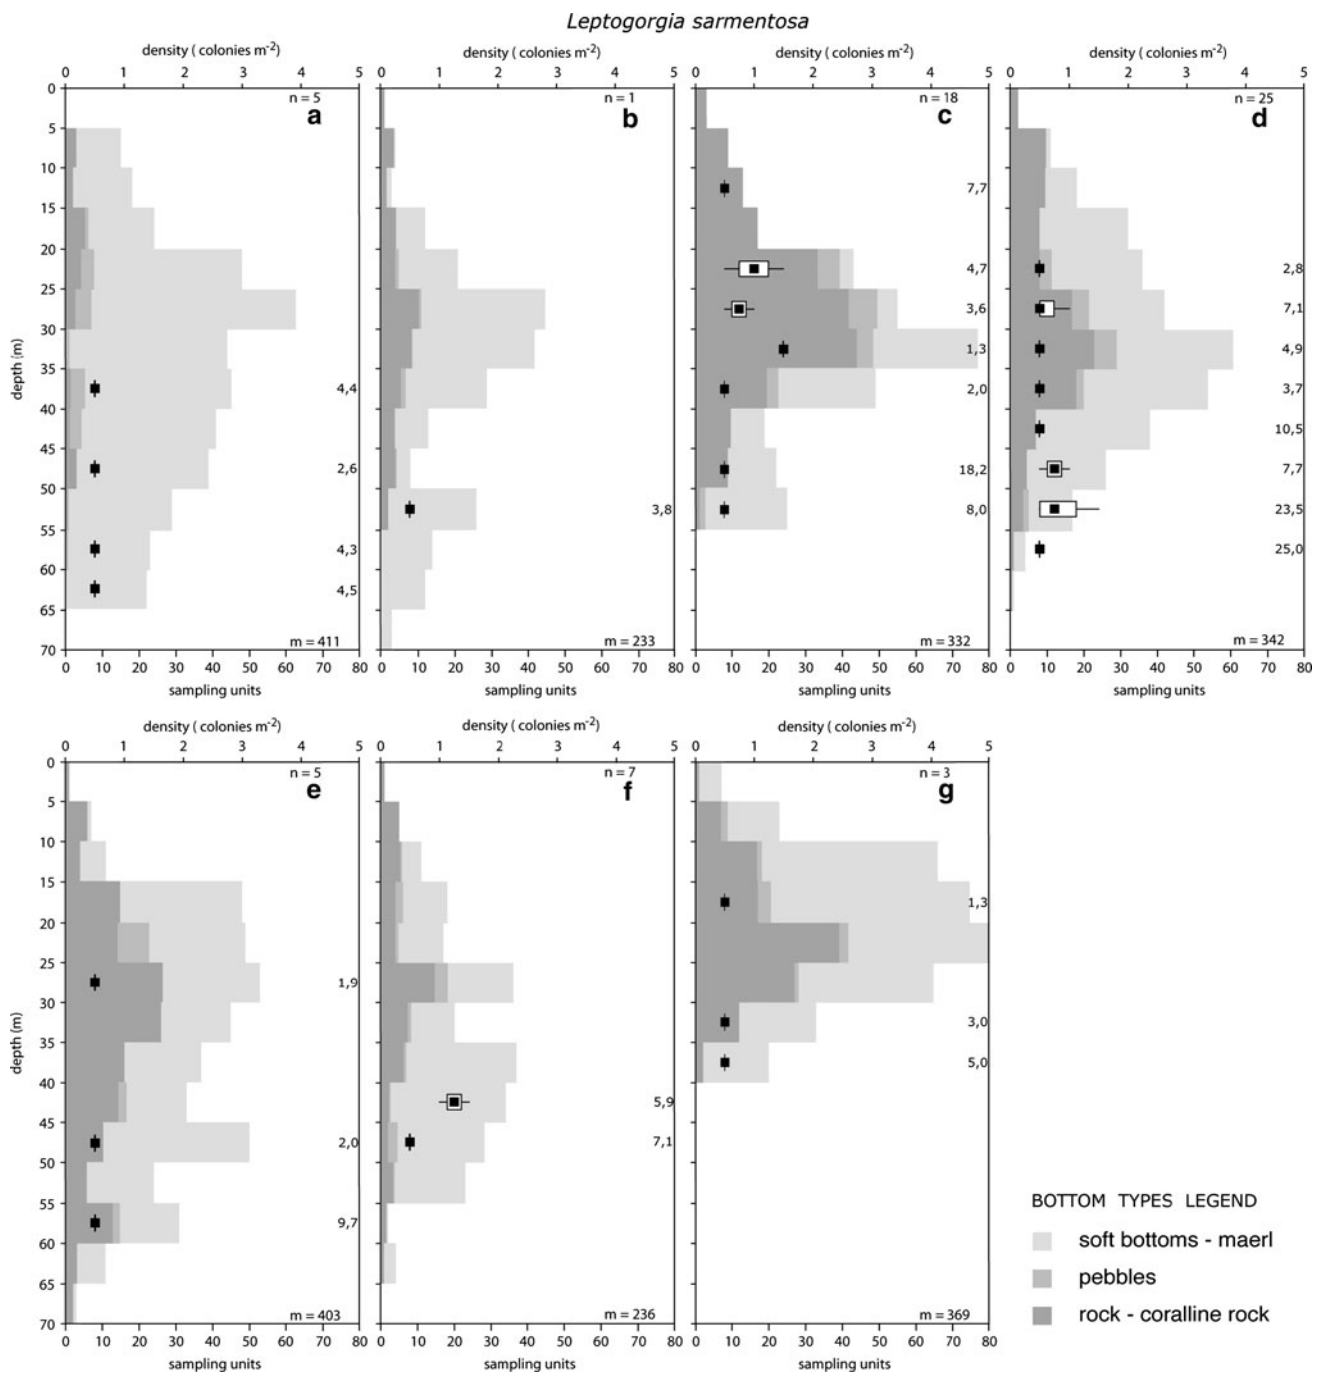 Leptogorgia sarmentosa
density ( colonies m-2) density ( colonies m-2) density ( colonies m-2) density ( colonies m-2)
0 1 2 3 4 5 0 1 2 3 4 5 0 1 2 3 4 5 0 1 2 3 4 5
n = 5 n = 1 n = 18 n = 25
a b c d
0
5
10
15
20
25
30
35
40
45
50
55
60
65
70
depth (m)
4,4
2,6
4,3
4,5
3,8
7,7
4,7
3,6
1,3
2,0
18,2
8,0
2,8
7,1
4,9
3,7
10,5
7,7
23,5
25,0
m = 411 m = 233 m = 332 m = 342
0 10 20 30 40 50 60 70 80 0 10 20 30 40 50 60 70 80 10 20 30 40 50 60 70 80 0 10 20 30 40 50 60 70 80
sampling units sampling units sampling units sampling units
density ( colonies m-2) density ( colonies m-2) density ( colonies m-2)
0 1 2 3 4 5 0 1 2 3 4 5 0 1 2 3 4 5
n = 5 n = 7 n = 3
e f g
0
5
10
15
20
25
30
35
40
45
50
55
60
65
70
depth (m)
1,9
2,0
9,7
5,9
7,1
1,3
3,0
5,0
m = 403 m = 236 m = 369
0 10 20 30 40 50 60 70 80 0 10 20 30 40 50 60 70 80 10 20 30 40 50 60 70 80
sampling units sampling units sampling units
BOTTOM TYPES LEGEND
soft bottoms - maerl
pebbles
rock - coralline rock